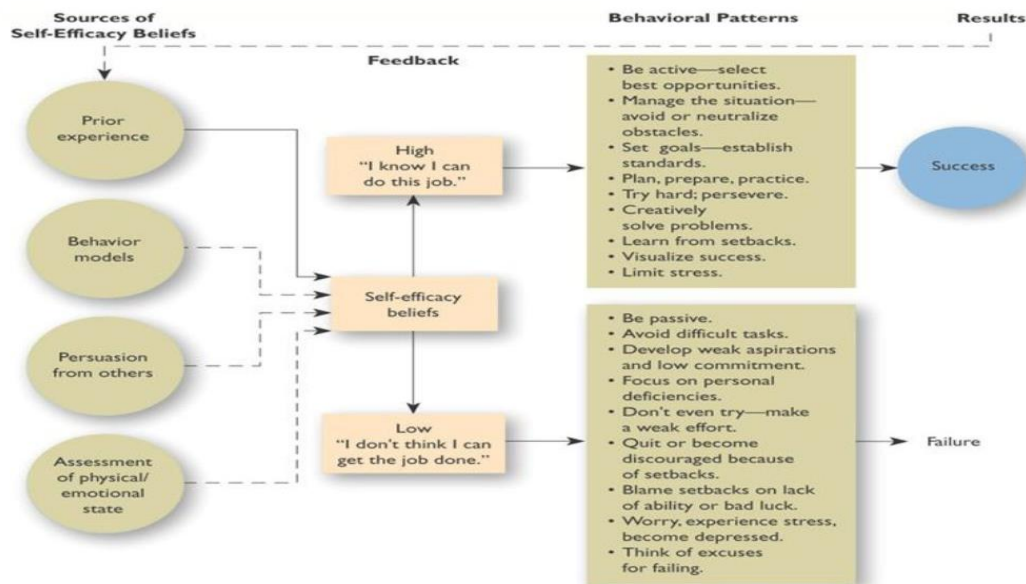 Sources of
Self-Efficacy Beliefs
Behavioral Patterns
Results
Feedback
Prior
experience
Behavior
models
Persuasion
from others
Assessment
of physical/
emotional
state
High
“I know I can
do this job.”
Self-efficacy
beliefs
Low
“I don’t think I can
get the job done.”
• Be active—select
best opportunities.
• Manage the situation—
avoid or neutralize
obstacles.
• Set goals—establish
standards.
• Plan, prepare, practice.
• Try hard; persevere.
• Creatively
solve problems.
• Learn from setbacks.
• Visualize success.
• Limit stress.
Success
• Be passive.
• Avoid difficult tasks.
• Develop weak aspirations
and low commitment.
• Focus on personal
deficiencies.
• Don’t even try—make
a weak effort.
• Quit or become
discouraged because
of setbacks.
• Blame setbacks on lack
of ability or bad luck.
• Worry, experience stress,
become depressed.
• Think of excuses
for failing.
Failure